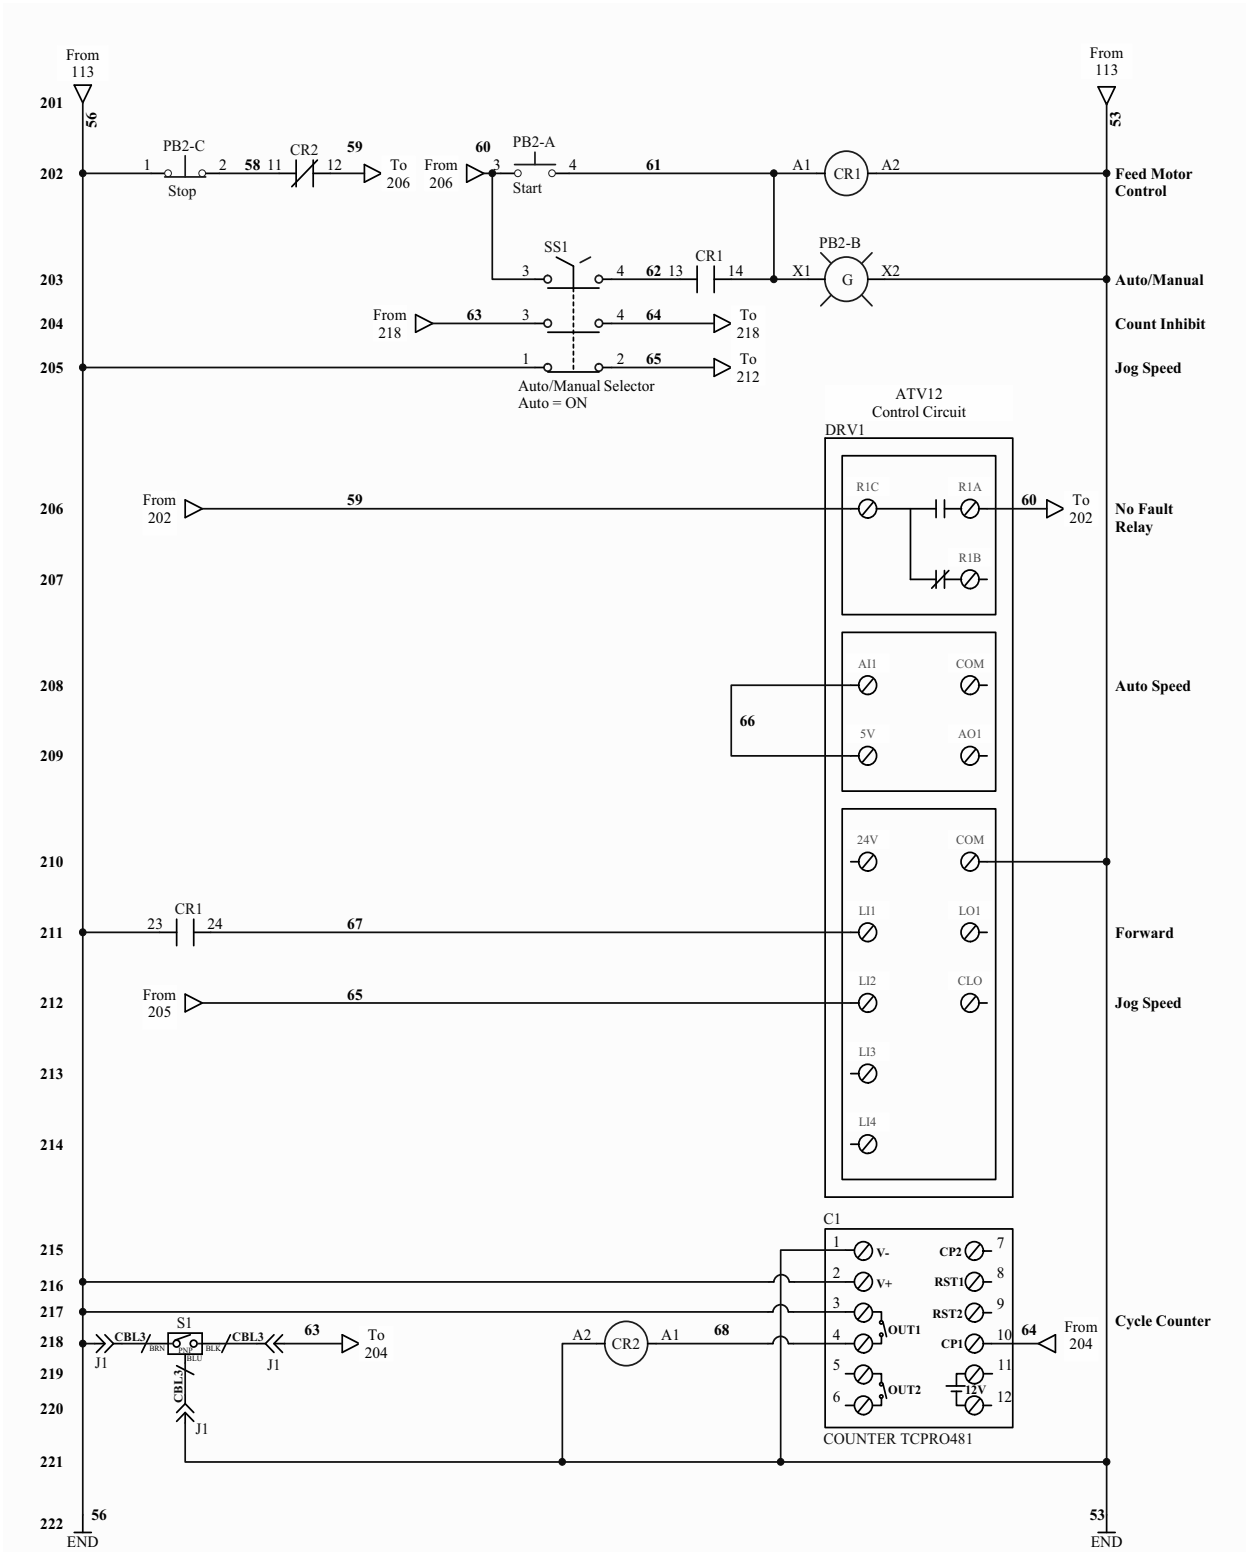 From
113
From
113
201
56
53
PB2-C
CR2
59
60
PB2-A
202
1
2
58
11
12
To
206
From
206
3
4
61
A1
CR1
A2
Feed Motor
Control
Stop
Start
SS1
CR1
PB2-B
203
3
4
62
13
14
X1
G
X2
Auto/Manual
204
From
218
63
3
4
64
To
218
Count Inhibit
205
1
2
65
To
212
Jog Speed
Auto/Manual Selector
Auto = ON
ATV12
Control Circuit
DRV1
R1C
R1A
206
From
202
59
60
To
202
No Fault
Relay
R1B
207
AI1
COM
208
Auto Speed
66
5V
AO1
209
24V
COM
210
CR1
LI1
LO1
211
23
24
67
Forward
LI2
CLO
212
From
205
65
Jog Speed
LI3
213
LI4
214
C1
215
1
V-
CP2
7
216
2
V+
RST1
8
217
3
RST2
9
OUT1
Cycle Counter
S1
218
J1
CBL3
BRN
PNP
BLU
BLK
CBL3
J1
63
To
204
A2
CR2
A1
68
4
CP1
10
64
From
204
219
CBL3
5
11
OUT2
12V
220
J1
6
12
COUNTER TCPRO481
221
56
53
222
END
END